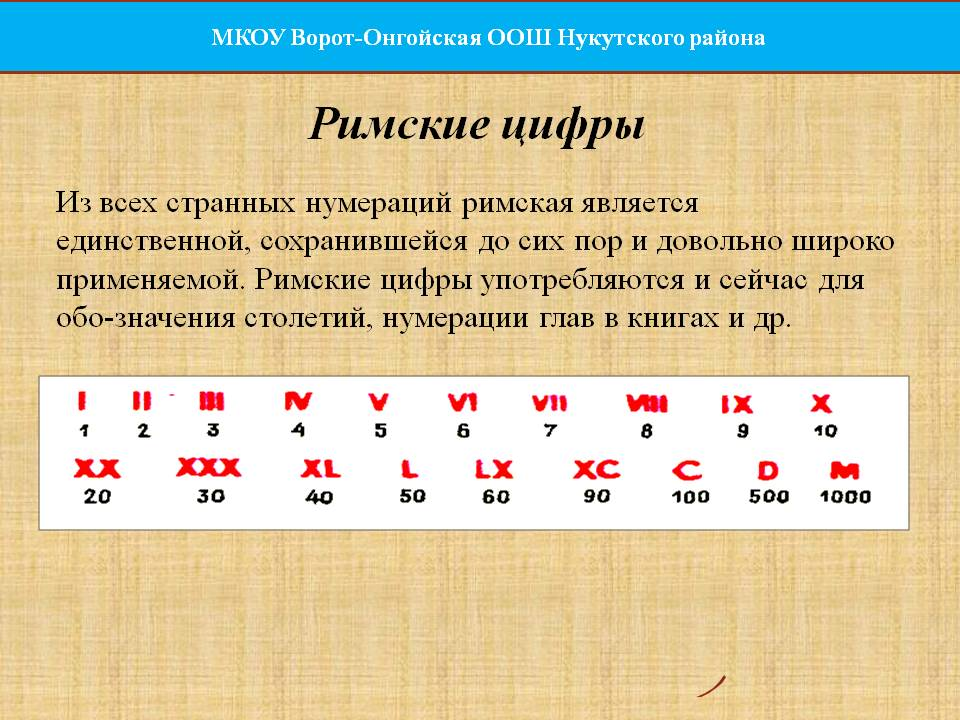 МКОУ Ворот-Онгойская ООШ Нукутского района
Римские цифры
Из всех странных нумераций римская является
единственной, сохранившейся до сих пор и довольно широко
применяемой. Римские цифры употребляются и сейчас для
обо-значения столетий, нумерации глав в книгах и др.
I II III IV V VI VII VIII IX X
1 2 3 4 5 6 7 8 9 10
XX XXX XL L LX XC C D M
20 30 40 50 60 90 100 500 1000